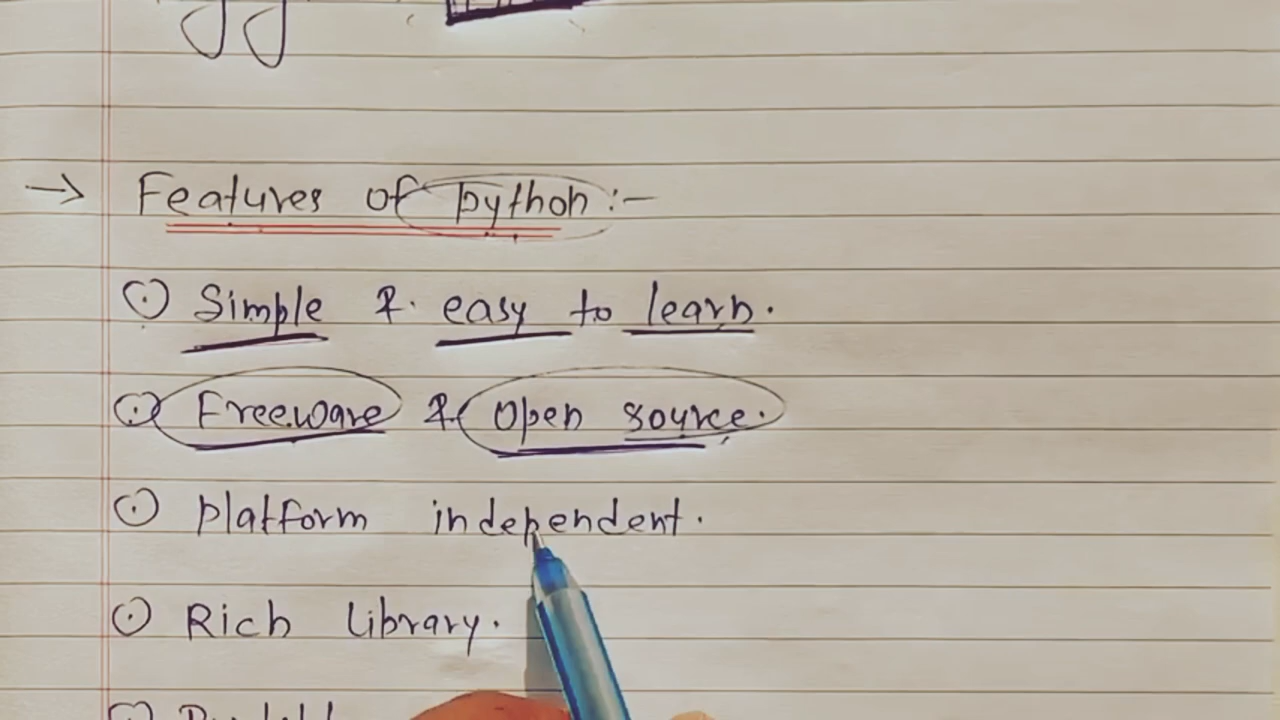 → Features of python :-
⊙ Simple & easy to learn.
⊙ Freeware & Open source.
⊙ platform independent.
⊙ Rich Library.